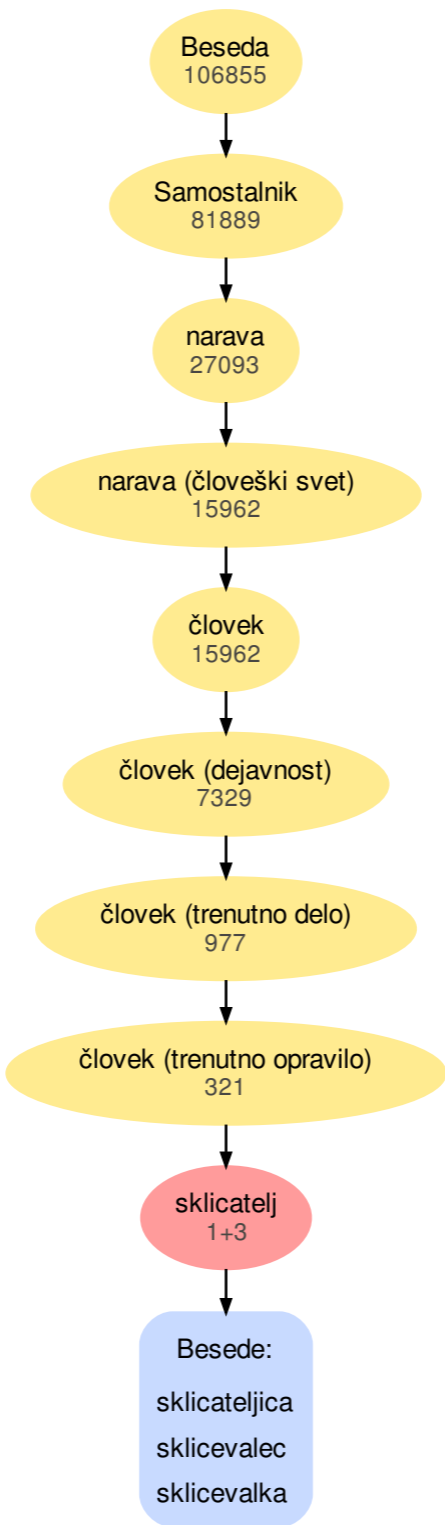 Beseda
106855
Samostalnik
81889
narava
27093
narava (človeški svet)
15962
človek
15962
človek (dejavnost)
7329
človek (trenutno delo)
977
človek (trenutno opravilo)
321
sklicatelj
1+3
Besede:
sklicateljica
sklicevalec
sklicevalka